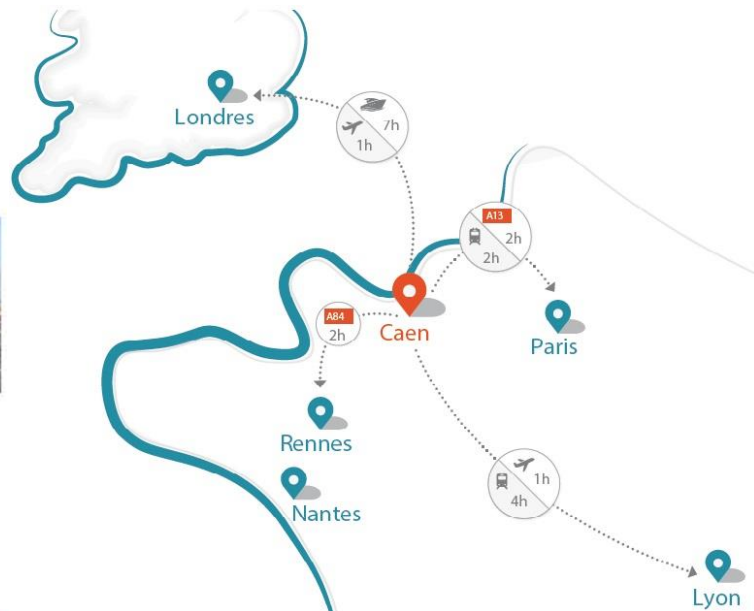 Londres
7h
1h
A13
2h
2h
A84
2h
Caen
Paris
Rennes
Nantes
1h
4h
Lyon